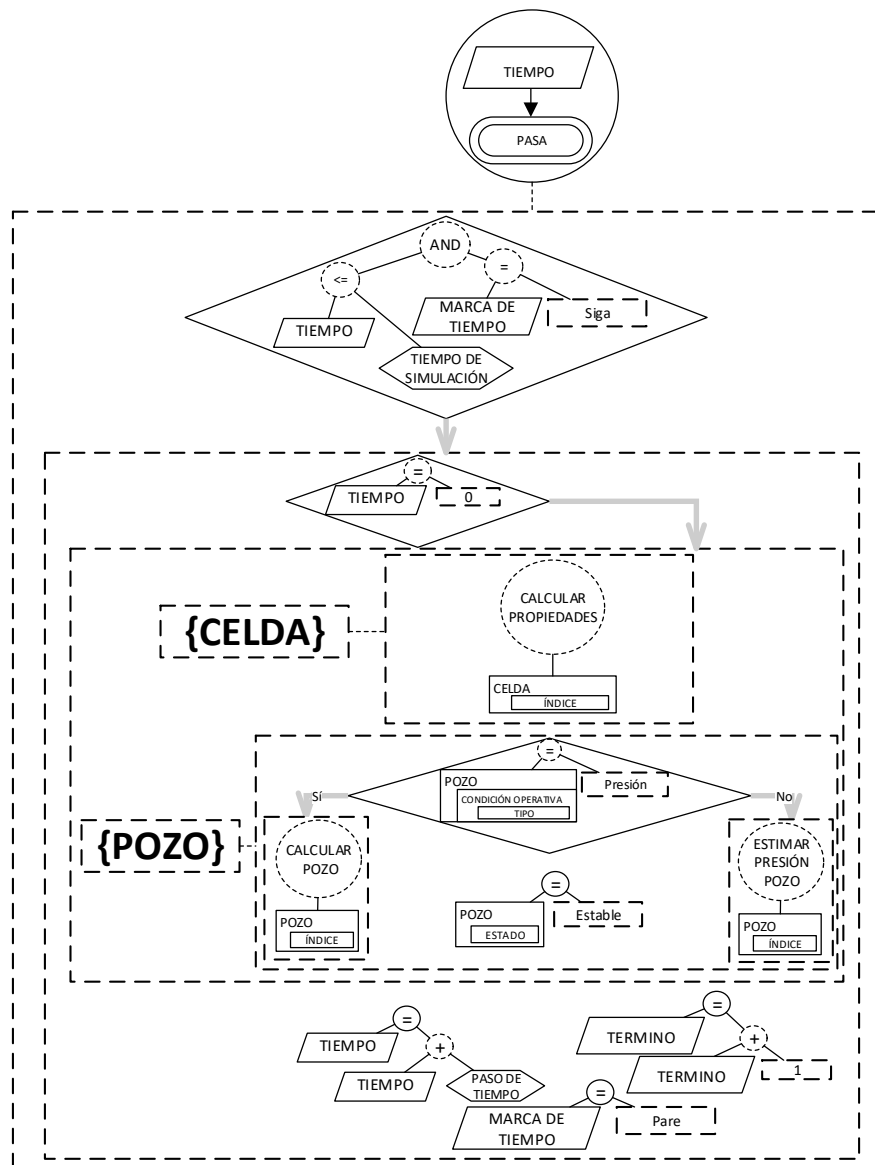 TIEMPO
PASA
AND
<=
=
TIEMPO
MARCA DE
TIEMPO
Siga
TIEMPO DE
SIMULACIÓN
=
TIEMPO
0
{CELDA}
CALCULAR
PROPIEDADES
CELDA
ÍNDICE
=
POZO
CONDICIÓN OPERATIVA
TIPO
Presión
Sí
No
{POZO}
CALCULAR
POZO
POZO
ÍNDICE
=
POZO
ESTADO
Estable
ESTIMAR
PRESIÓN
POZO
POZO
ÍNDICE
=
TIEMPO
+
TIEMPO
PASO DE
TIEMPO
=
TERMINO
+
TERMINO
1
=
MARCA DE
TIEMPO
Pare